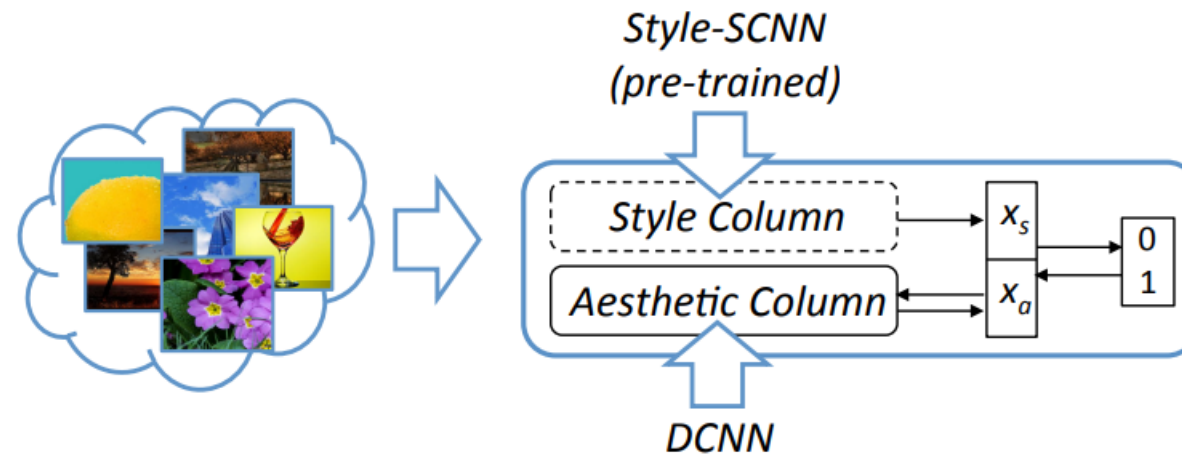 Style-SCNN
(pre-trained)
Style Column
Aesthetic Column
xₛ
xₐ
0
1
DCNN